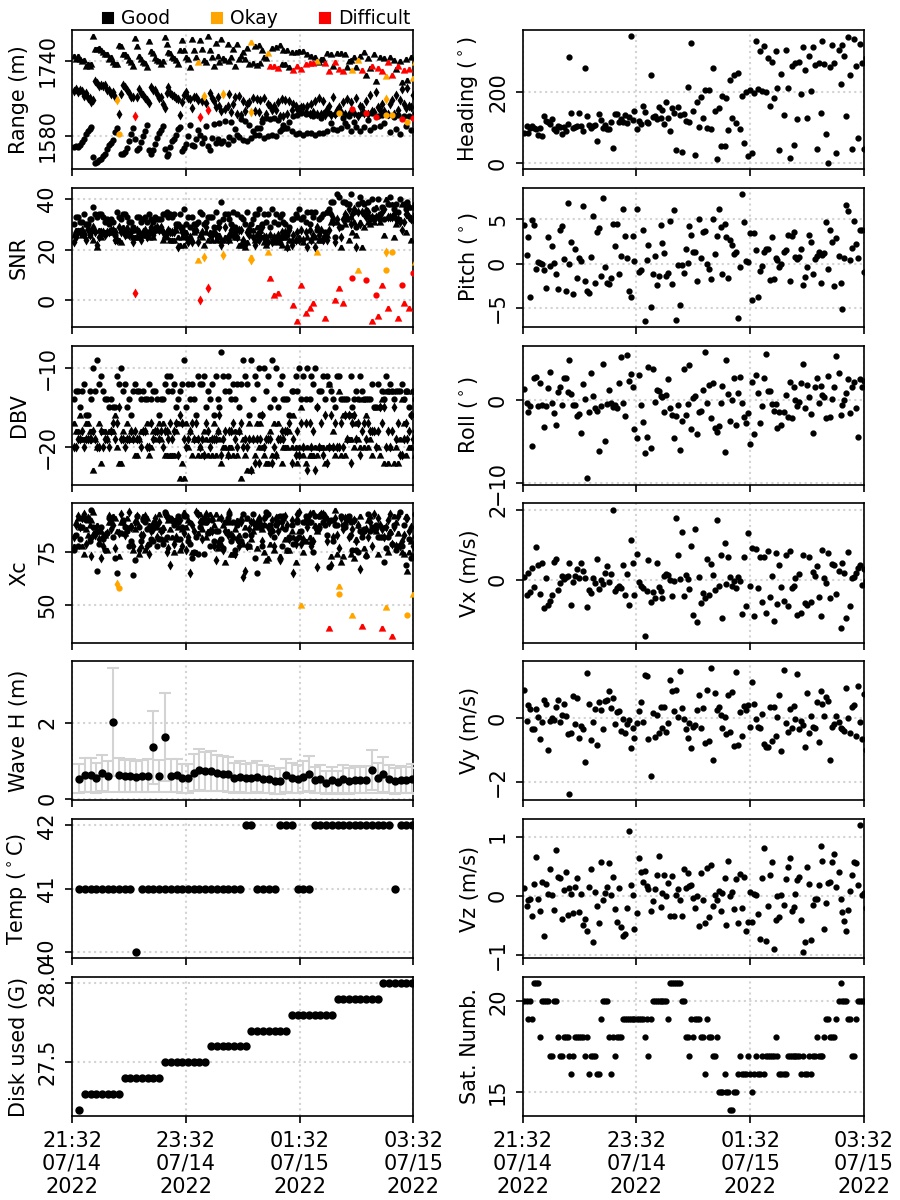 Good Okay Difficult
Range (m)
1740
1580
Heading (°)
200
0
SNR
40
20
0
Pitch (°)
5
0
−5
DBV
−10
−20
Roll (°)
0
−10
Xc
75
50
Vx (m/s)
2
0
Wave H (m)
2
0
Vy (m/s)
0
−2
Temp (°C)
42
41
40
Vz (m/s)
1
0
−1
Disk used (G)
28.0
27.5
Sat. Numb.
20
15
21:32 23:32 01:32 03:32 21:32 23:32 01:32 03:32
07/14 07/14 07/15 07/15 07/14 07/14 07/15 07/15
2022 2022 2022 2022 2022 2022 2022 2022